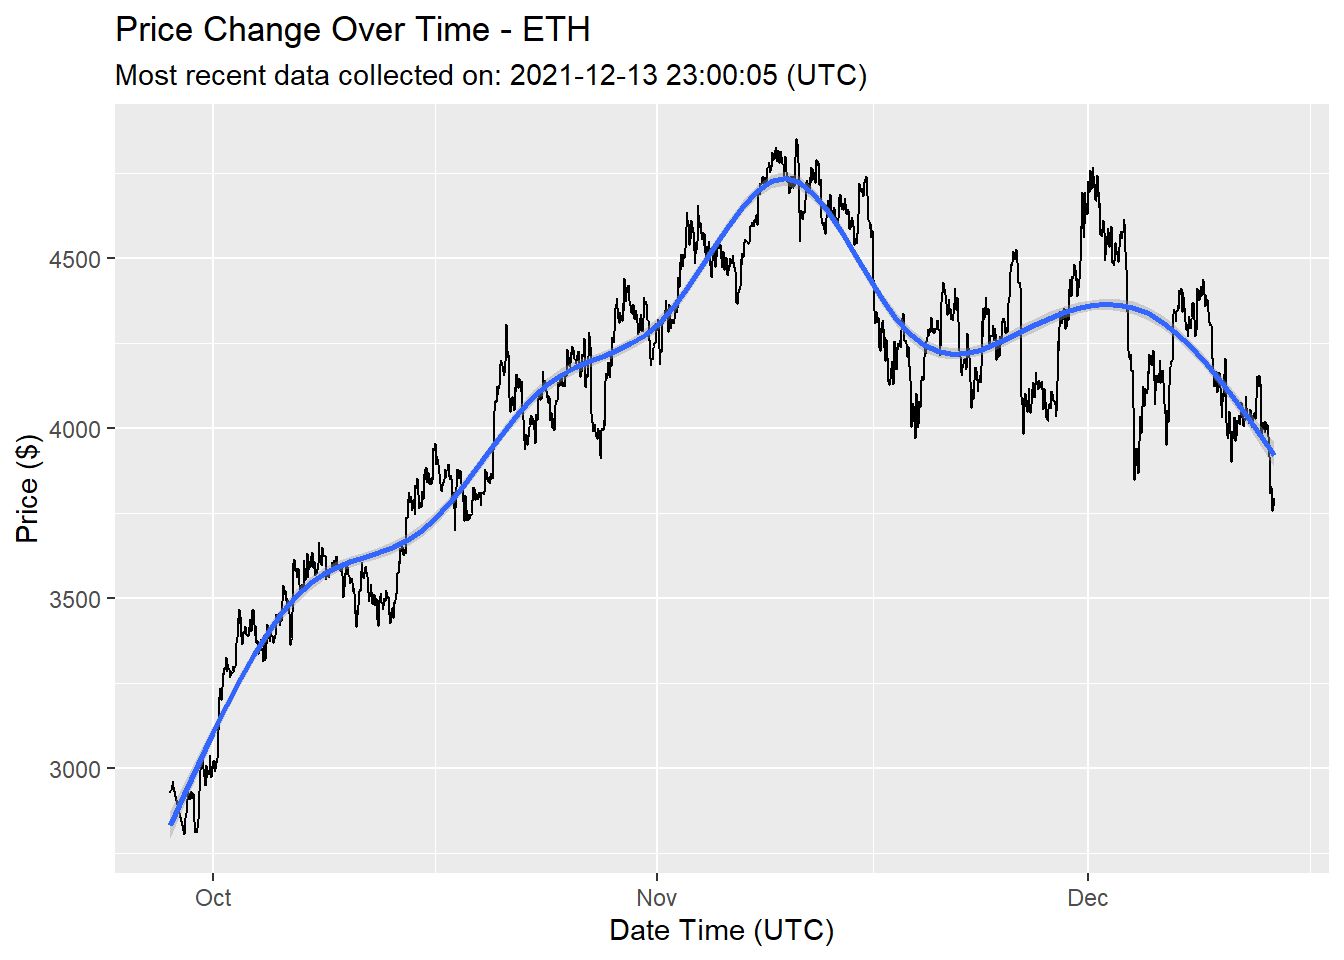 Price Change Over Time - ETH
Most recent data collected on: 2021-12-13 23:00:05 (UTC)
4500
4000
3500
3000
Price ($)
Oct
Nov
Dec
Date Time (UTC)